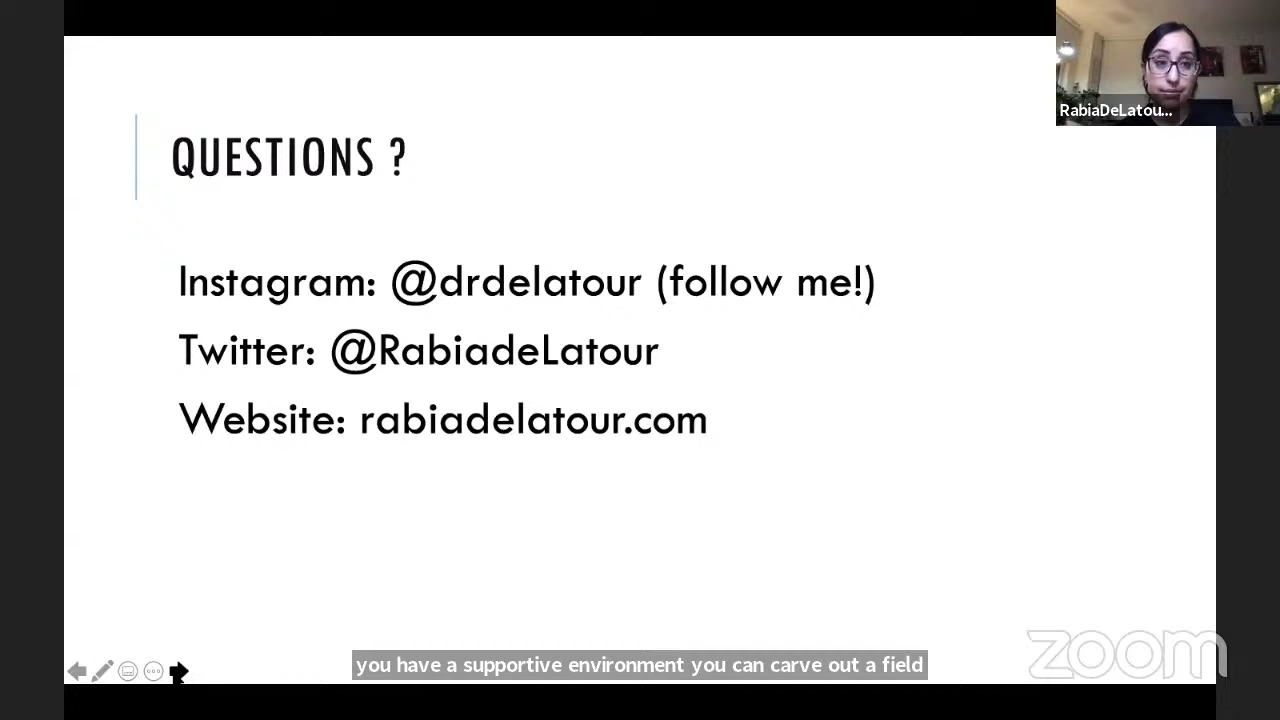 RabiaDeLatou...
QUESTIONS ?
Instagram: @drdelatour (follow me!)
Twitter: @RabiadeLatour
Website: rabiadelatour.com
you have a supportive environment you can carve out a field
zoom